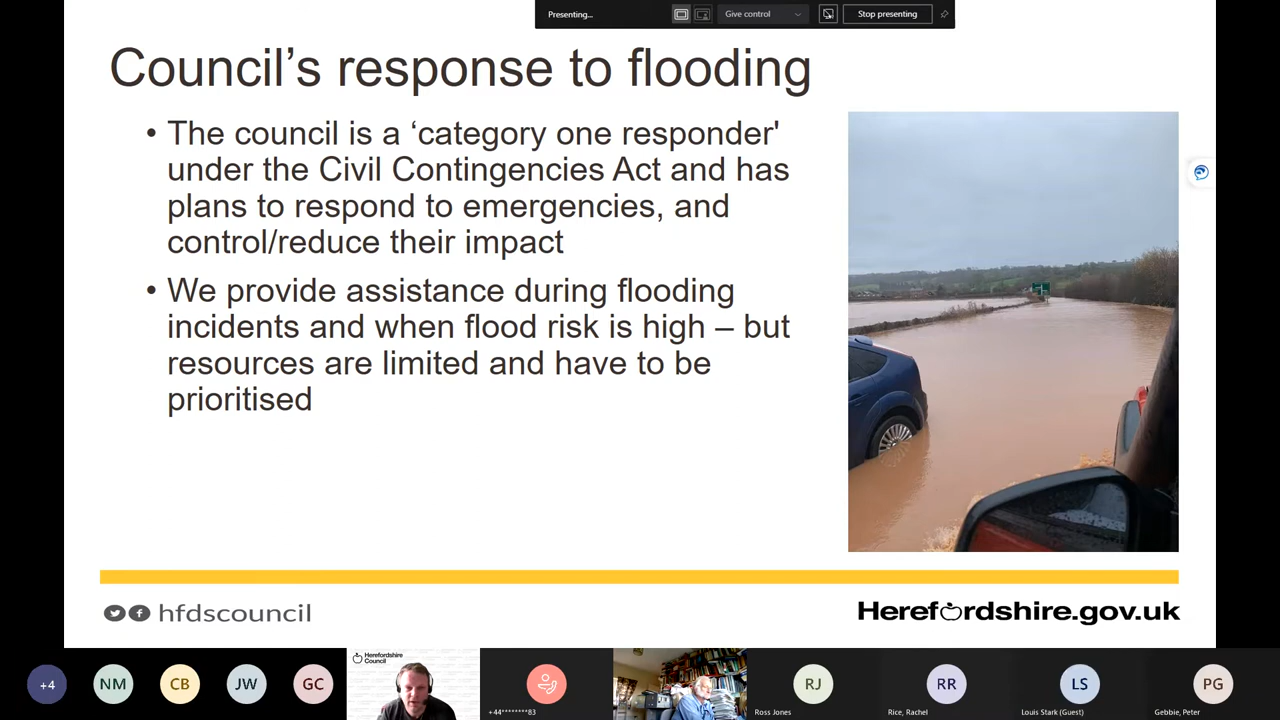 Presenting...
Give control
Stop presenting
Council’s response to flooding
• The council is a ‘category one responder'
under the Civil Contingencies Act and has
plans to respond to emergencies, and
control/reduce their impact
• We provide assistance during flooding
incidents and when flood risk is high – but
resources are limited and have to be
prioritised
hfdscouncil
Herefordshire.gov.uk
+4
NM
CB
JW
GC
Herefordshire
Council
+44********83
RJ
Ross Jones
RR
Rice, Rachel
LS
Louis Stark (Guest)
PG
Gebbie, Peter